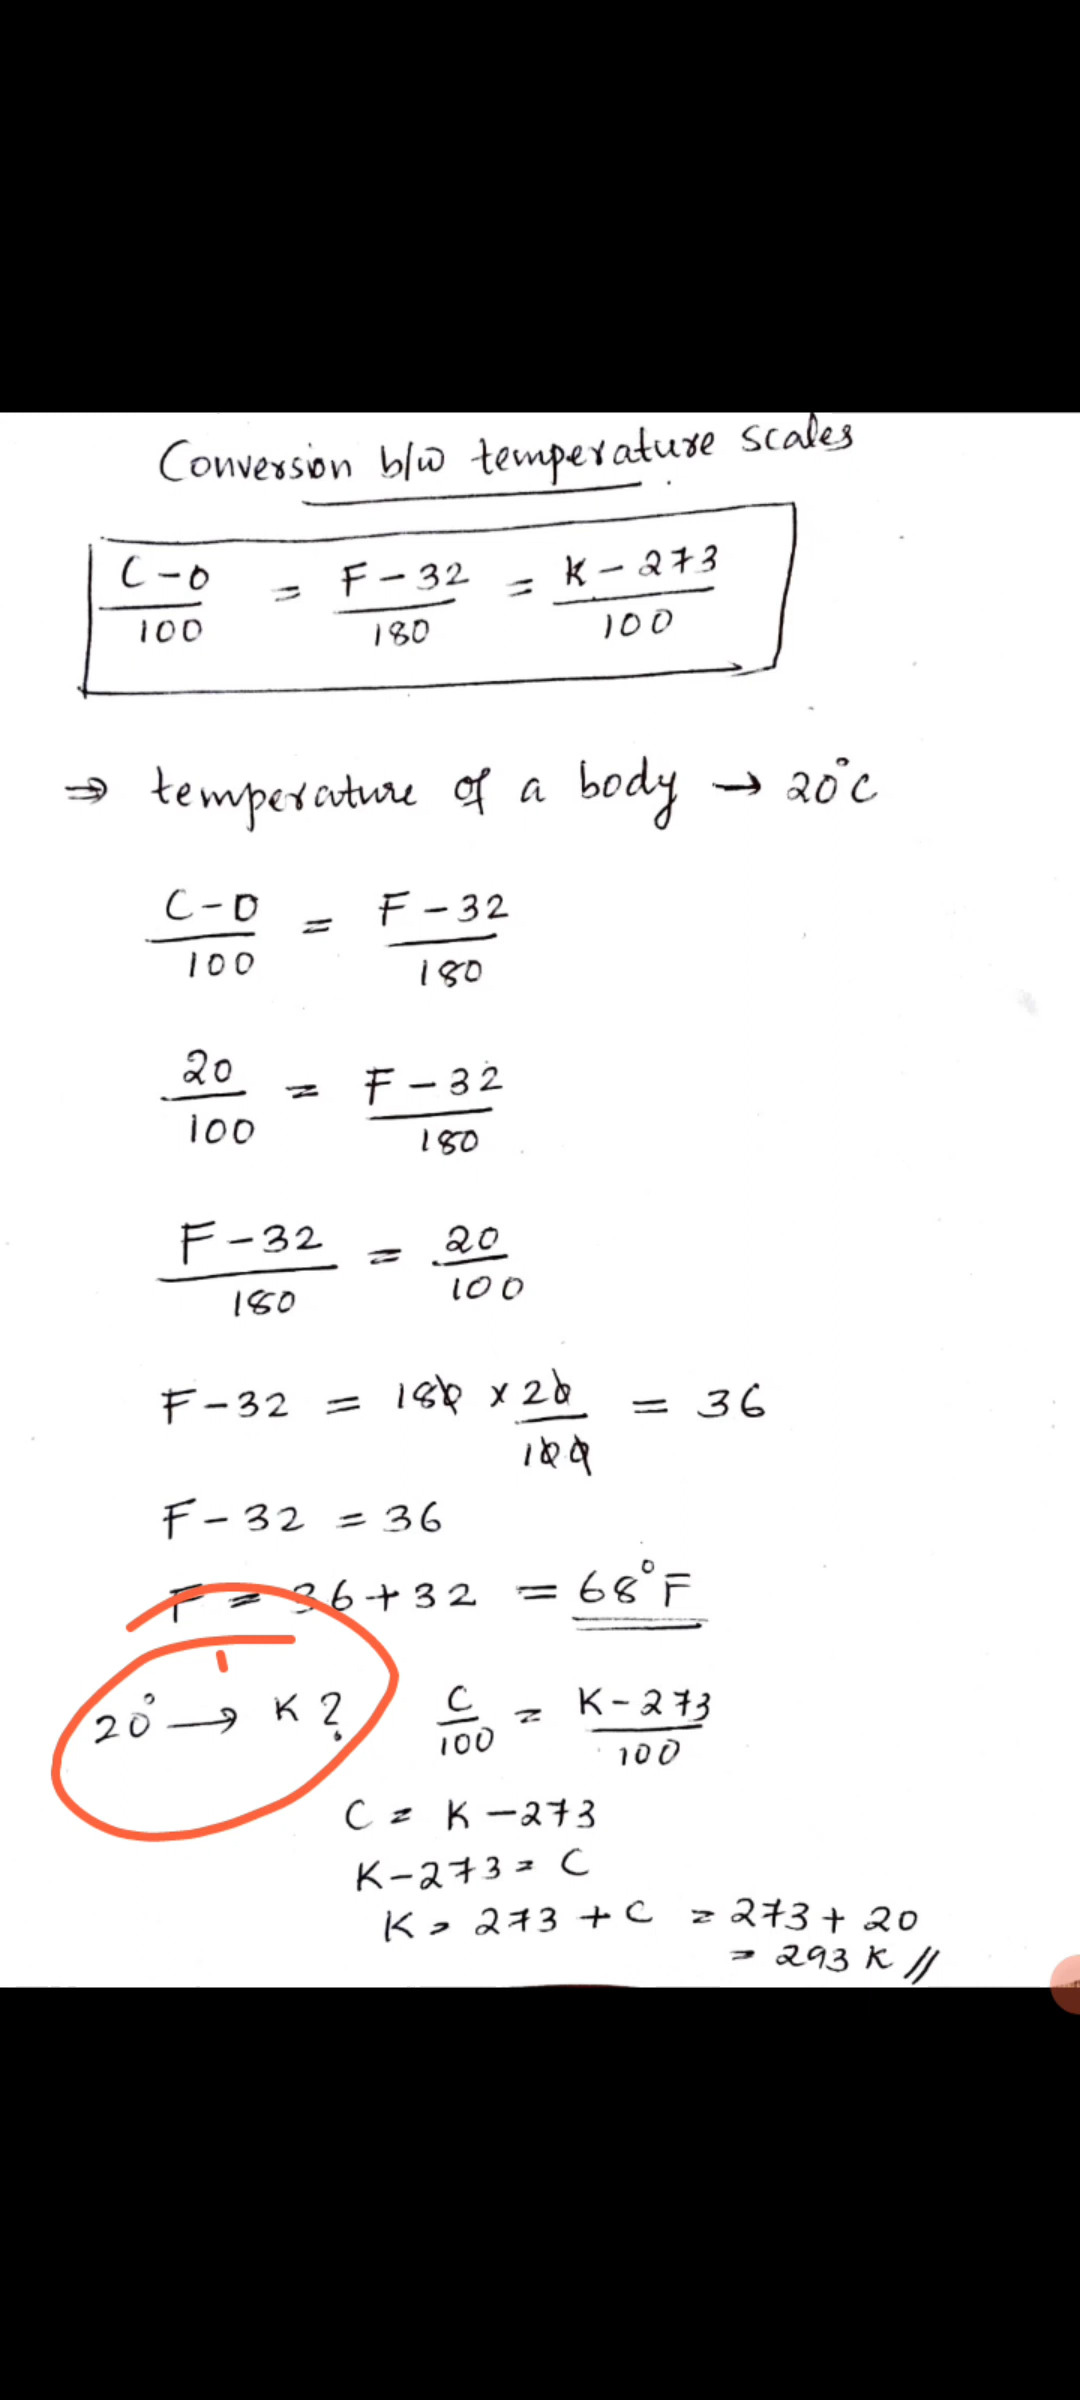 Conversion b/w temperature scales
C-0/100 = F-32/180 = K-273/100
⇒ temperature of a body → 20°C
C-0/100 = F-32/180
20/100 = F-32/180
F-32/180 = 20/100
F-32 = 180 × 20/100 = 36
F-32 = 36
F = 36+32 = 68°F
20° → K? C/100 = K-273/100
C = K-273
K-273 = C
K = 273 + C = 273 + 20
= 293 K //